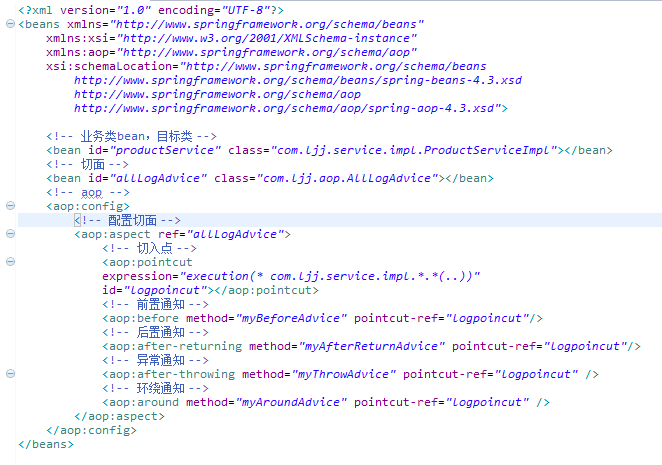 <?xml version="1.0" encoding="UTF-8"?>
<beans xmlns="http://www.springframework.org/schema/beans"
xmlns:xsi="http://www.w3.org/2001/XMLSchema-instance"
xmlns:aop="http://www.springframework.org/schema/aop"
xsi:schemaLocation="http://www.springframework.org/schema/beans
http://www.springframework.org/schema/beans/spring-beans-4.3.xsd
http://www.springframework.org/schema/aop
http://www.springframework.org/schema/aop/spring-aop-4.3.xsd">
<!-- 业务类bean，目标类 -->
<bean id="productService" class="com.ljj.service.impl.ProductServiceImpl"></bean>
<!-- 切面 -->
<bean id="allLogAdvice" class="com.ljj.aop.AllLogAdvice"></bean>
<!-- aop -->
<aop:config>
<!-- 配置切面 -->
<aop:aspect ref="allLogAdvice">
<!-- 切入点 -->
<aop:pointcut
expression="execution(* com.ljj.service.impl.*.*(..))"
id="logpoincut"></aop:pointcut>
<!-- 前置通知 -->
<aop:before method="myBeforeAdvice" pointcut-ref="logpoincut"/>
<!-- 后置通知 -->
<aop:after-returning method="myAfterReturnAdvice" pointcut-ref="logpoincut"/>
<!-- 异常通知 -->
<aop:after-throwing method="myThrowAdvice" pointcut-ref="logpoincut" />
<!-- 环绕通知 -->
<aop:around method="myAroundAdvice" pointcut-ref="logpoincut" />
</aop:aspect>
</aop:config>
</beans>